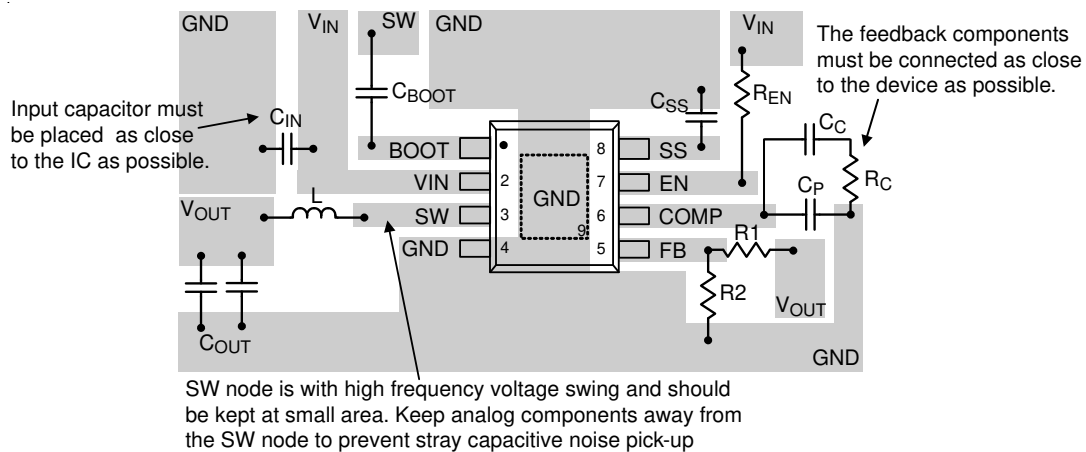 GND
VIN
SW
GND
VIN
The feedback components
must be connected as close
to the device as possible.
Input capacitor must
be placed as close
to the IC as possible.
CIN
CBOOT
CSS
REN
CC
RC
CP
BOOT
VIN
SW
GND
2
3
4
GND
9
8
7
6
5
SS
EN
COMP
FB
L
VOUT
COUT
R1
R2
VOUT
GND
SW node is with high frequency voltage swing and should
be kept at small area. Keep analog components away from
the SW node to prevent stray capacitive noise pick-up